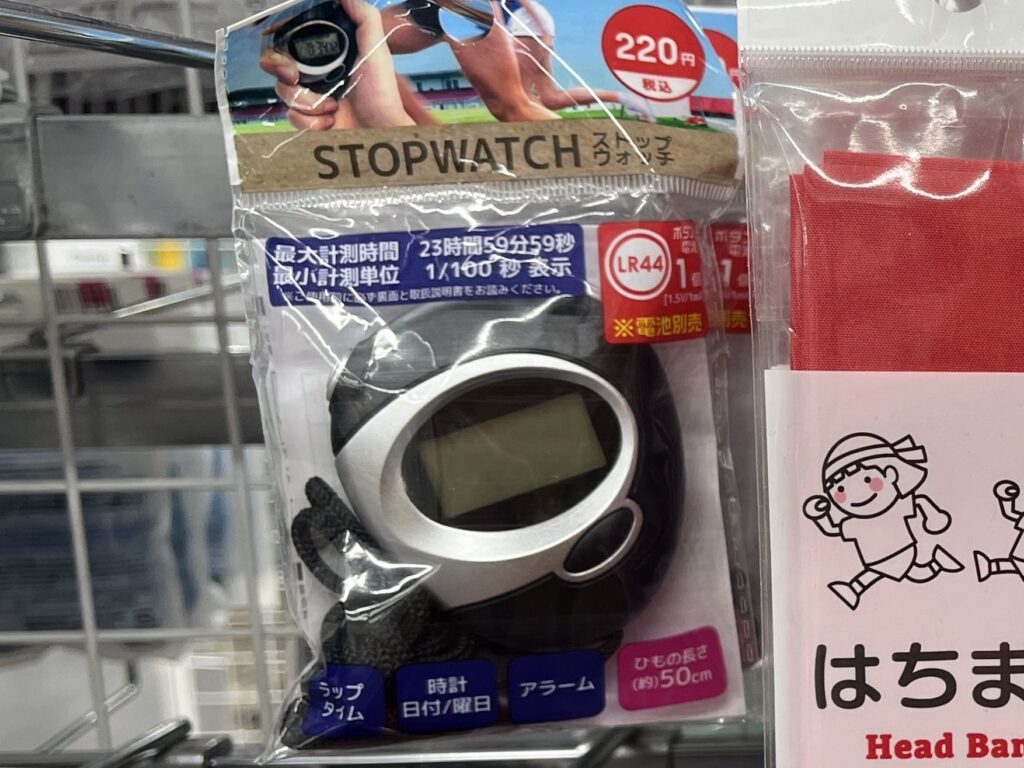 220円
税込
STOPWATCH ストップ
ウォッチ
最大計測時間 23時間59分59秒
最小計測単位 1/100 秒 表示
LR44
1個
※電池別売
別売
ラップ
タイム
時計
日付/曜日
アラーム
ひもの長さ
(約)50cm
はちま
Head Ban